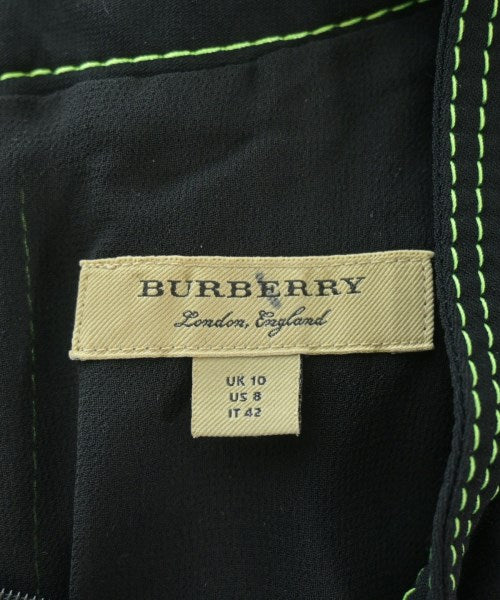 BURBERRY
London, England
UK 10
US 8
IT 42